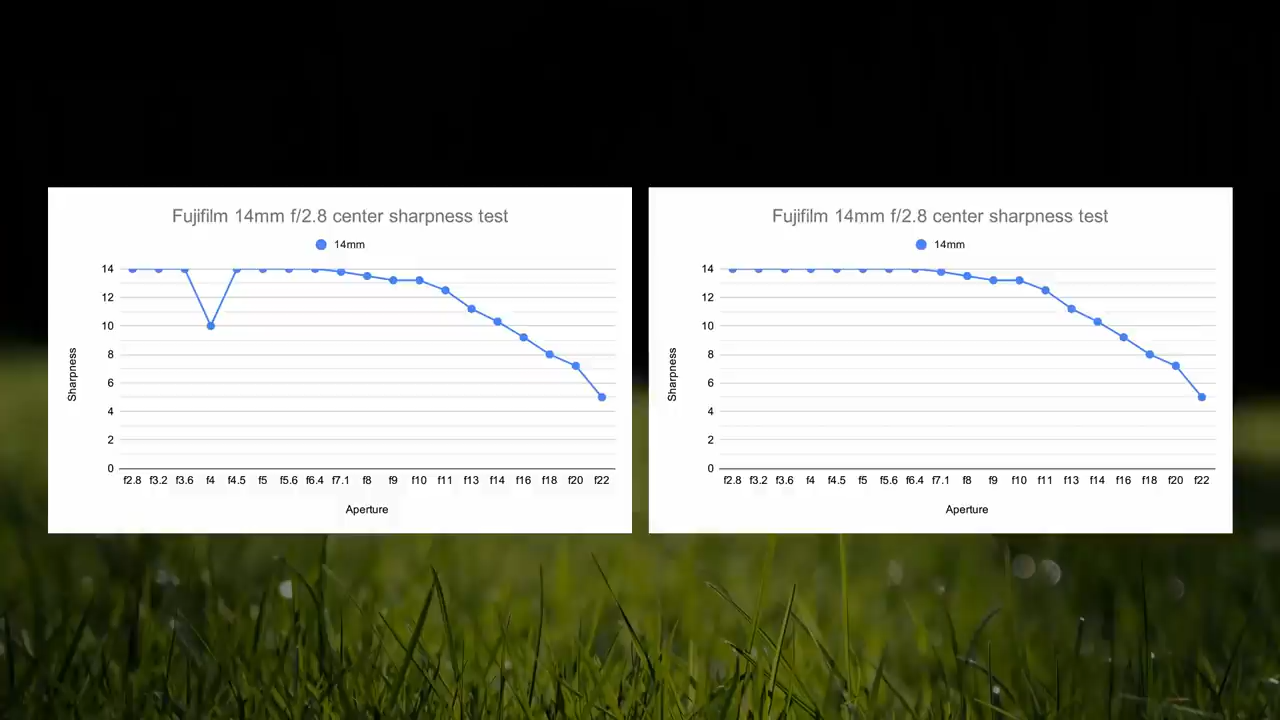 Fujifilm 14mm f/2.8 center sharpness test
14mm
14
12
10
8
6
4
2
0
Sharpness
f2.8 f3.2 f3.6 f4 f4.5 f5 f5.6 f6.4 f7.1 f8 f9 f10 f11 f13 f14 f16 f18 f20 f22
Aperture
Fujifilm 14mm f/2.8 center sharpness test
14mm
14
12
10
8
6
4
2
0
Sharpness
f2.8 f3.2 f3.6 f4 f4.5 f5 f5.6 f6.4 f7.1 f8 f9 f10 f11 f13 f14 f16 f18 f20 f22
Aperture